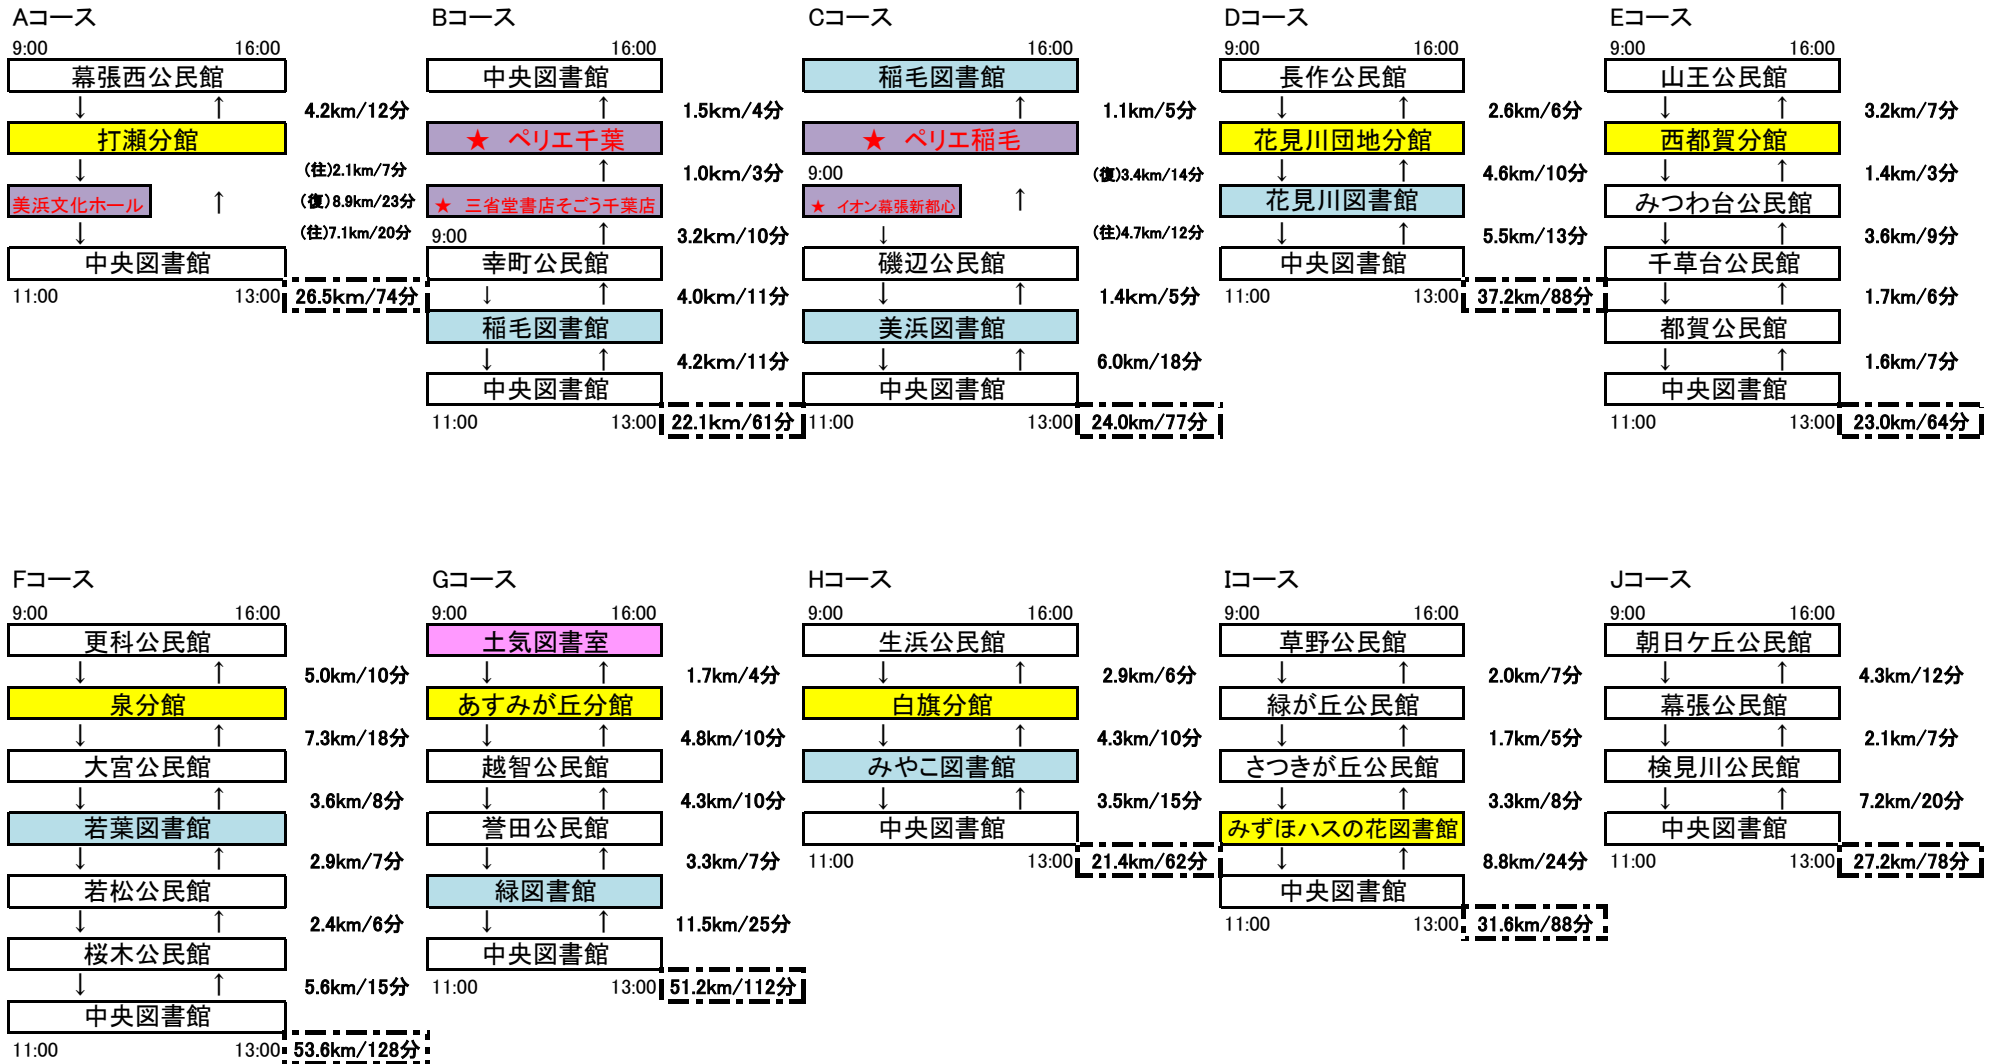 Aコース
9:00 16:00
幕張西公民館
↓ ↑ 4.2km/12分
打瀬分館
↓ (往)2.1km/7分
美浜文化ホール ↑ (復)8.9km/23分
↓ (往)7.1km/20分
中央図書館
11:00 13:00 26.5km/74分
Bコース
16:00
中央図書館
↑ 1.5km/4分
★ ペリエ千葉
↑ 1.0km/3分
★ 三省堂書店そごう千葉店
9:00 ↑ 3.2km/10分
幸町公民館
↓ ↑ 4.0km/11分
稲毛図書館
↓ ↑ 4.2km/11分
中央図書館
11:00 13:00 22.1km/61分
Cコース
16:00
稲毛図書館
↑ 1.1km/5分
★ ペリエ稲毛
9:00 (復)3.4km/14分
★ イオン幕張新都心 ↑
↓ (往)4.7km/12分
磯辺公民館
↓ ↑ 1.4km/5分
美浜図書館
↓ ↑ 6.0km/18分
中央図書館
11:00 13:00 24.0km/77分
Dコース
9:00 16:00
長作公民館
↓ ↑ 2.6km/6分
花見川団地分館
↓ ↑ 4.6km/10分
花見川図書館
↓ ↑ 5.5km/13分
中央図書館
11:00 13:00 37.2km/88分
Eコース
9:00 16:00
山王公民館
↓ ↑ 3.2km/7分
西都賀分館
↓ ↑ 1.4km/3分
みつわ台公民館
↓ ↑ 3.6km/9分
千草台公民館
↓ ↑ 1.7km/6分
都賀公民館
↓ ↑ 1.6km/7分
中央図書館
11:00 13:00 23.0km/64分
Fコース
9:00 16:00
更科公民館
↓ ↑ 5.0km/10分
泉分館
↓ ↑ 7.3km/18分
大宮公民館
↓ ↑ 3.6km/8分
若葉図書館
↓ ↑ 2.9km/7分
若松公民館
↓ ↑ 2.4km/6分
桜木公民館
↓ ↑ 5.6km/15分
中央図書館
11:00 13:00 53.6km/128分
Gコース
9:00 16:00
土気図書室
↓ ↑ 1.7km/4分
あすみが丘分館
↓ ↑ 4.8km/10分
越智公民館
↓ ↑ 4.3km/10分
誉田公民館
↓ ↑ 3.3km/7分
緑図書館
↓ ↑ 11.5km/25分
中央図書館
11:00 13:00 51.2km/112分
Hコース
9:00 16:00
生浜公民館
↓ ↑ 2.9km/6分
白旗分館
↓ ↑ 4.3km/10分
みやこ図書館
↓ ↑ 3.5km/15分
中央図書館
11:00 13:00 21.4km/62分
Iコース
9:00 16:00
草野公民館
↓ ↑ 2.0km/7分
緑が丘公民館
↓ ↑ 1.7km/5分
さつきが丘公民館
↓ ↑ 3.3km/8分
みずほハスの花図書館
↓ ↑ 8.8km/24分
中央図書館
11:00 13:00 31.6km/88分
Jコース
9:00 16:00
朝日ケ丘公民館
↓ ↑ 4.3km/12分
幕張公民館
↓ ↑ 2.1km/7分
検見川公民館
↓ ↑ 7.2km/20分
中央図書館
11:00 13:00 27.2km/78分